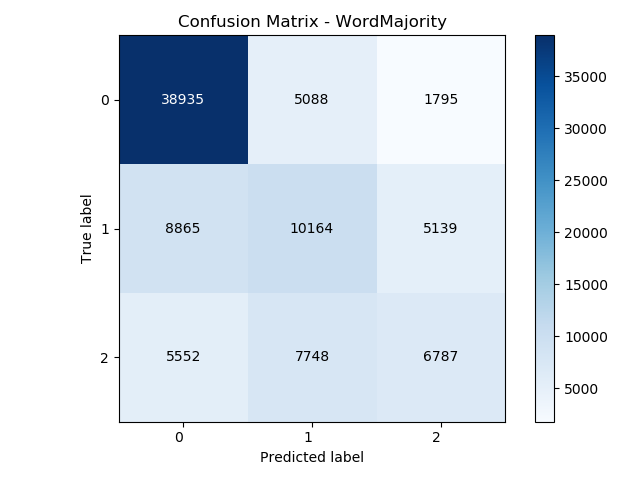 Confusion Matrix - WordMajority
0 38935 5088 1795
1 8865 10164 5139
2 5552 7748 6787
0 1 2
Predicted label
True label
35000
30000
25000
20000
15000
10000
5000